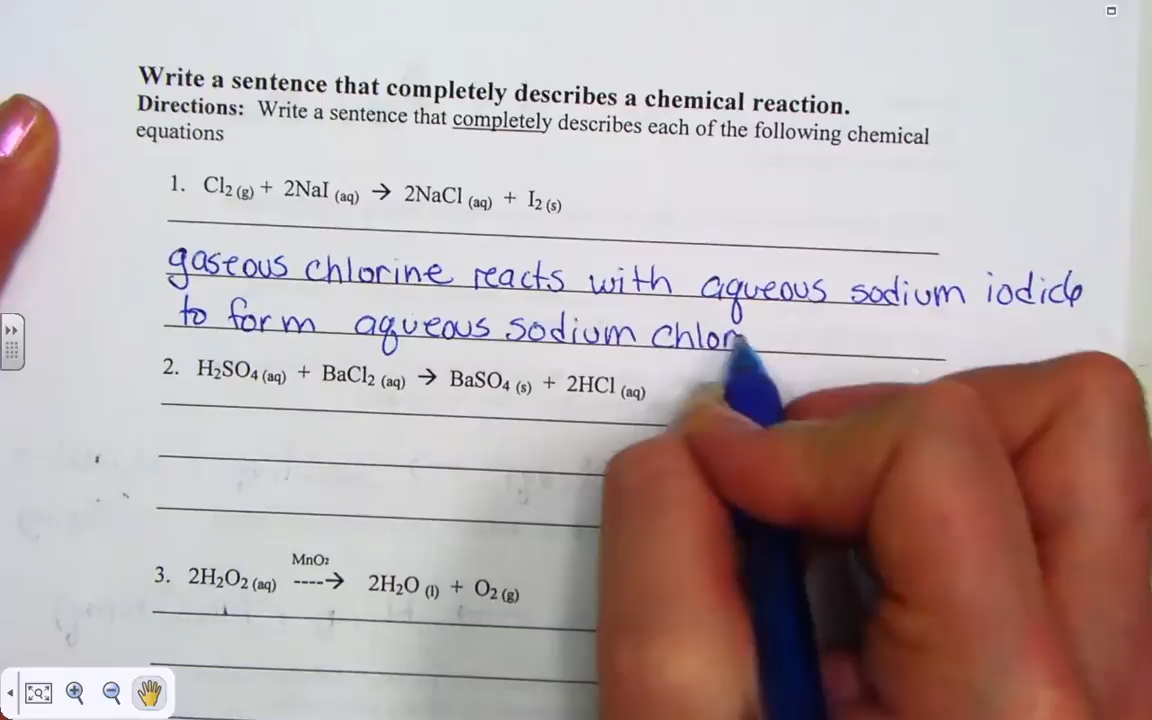 Write a sentence that completely describes a chemical reaction.
Directions: Write a sentence that completely describes each of the following chemical
equations
1. Cl₂ (g) + 2NaI (aq) → 2NaCl (aq) + I₂ (s)
gaseous chlorine reacts with aqueous sodium iodide
to form aqueous sodium chlor
2. H₂SO₄ (aq) + BaCl₂ (aq) → BaSO₄ (s) + 2HCl (aq)
MnO₂
3. 2H₂O₂ (aq) ----→ 2H₂O (l) + O₂ (g)